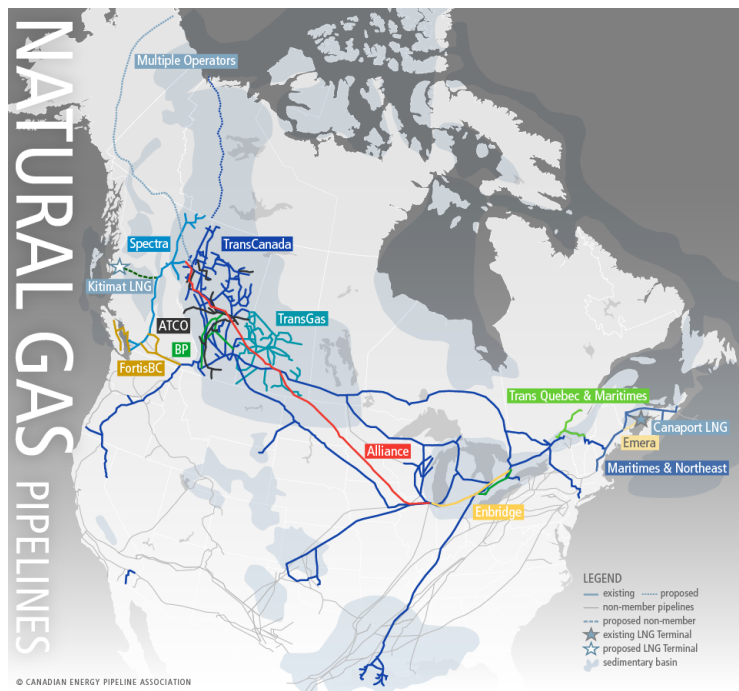 NATURAL GAS PIPELINES
Multiple Operators
Spectra
TransCanada
Kitimat LNG
ATCO
TransGas
BP
FortisBC
Trans Quebec & Maritimes
Canaport LNG
Emera
Alliance
Maritimes & Northeast
Enbridge
LEGEND
existing
proposed
non-member pipelines
proposed non-member
existing LNG Terminal
proposed LNG Terminal
sedimentary basin
© CANADIAN ENERGY PIPELINE ASSOCIATION